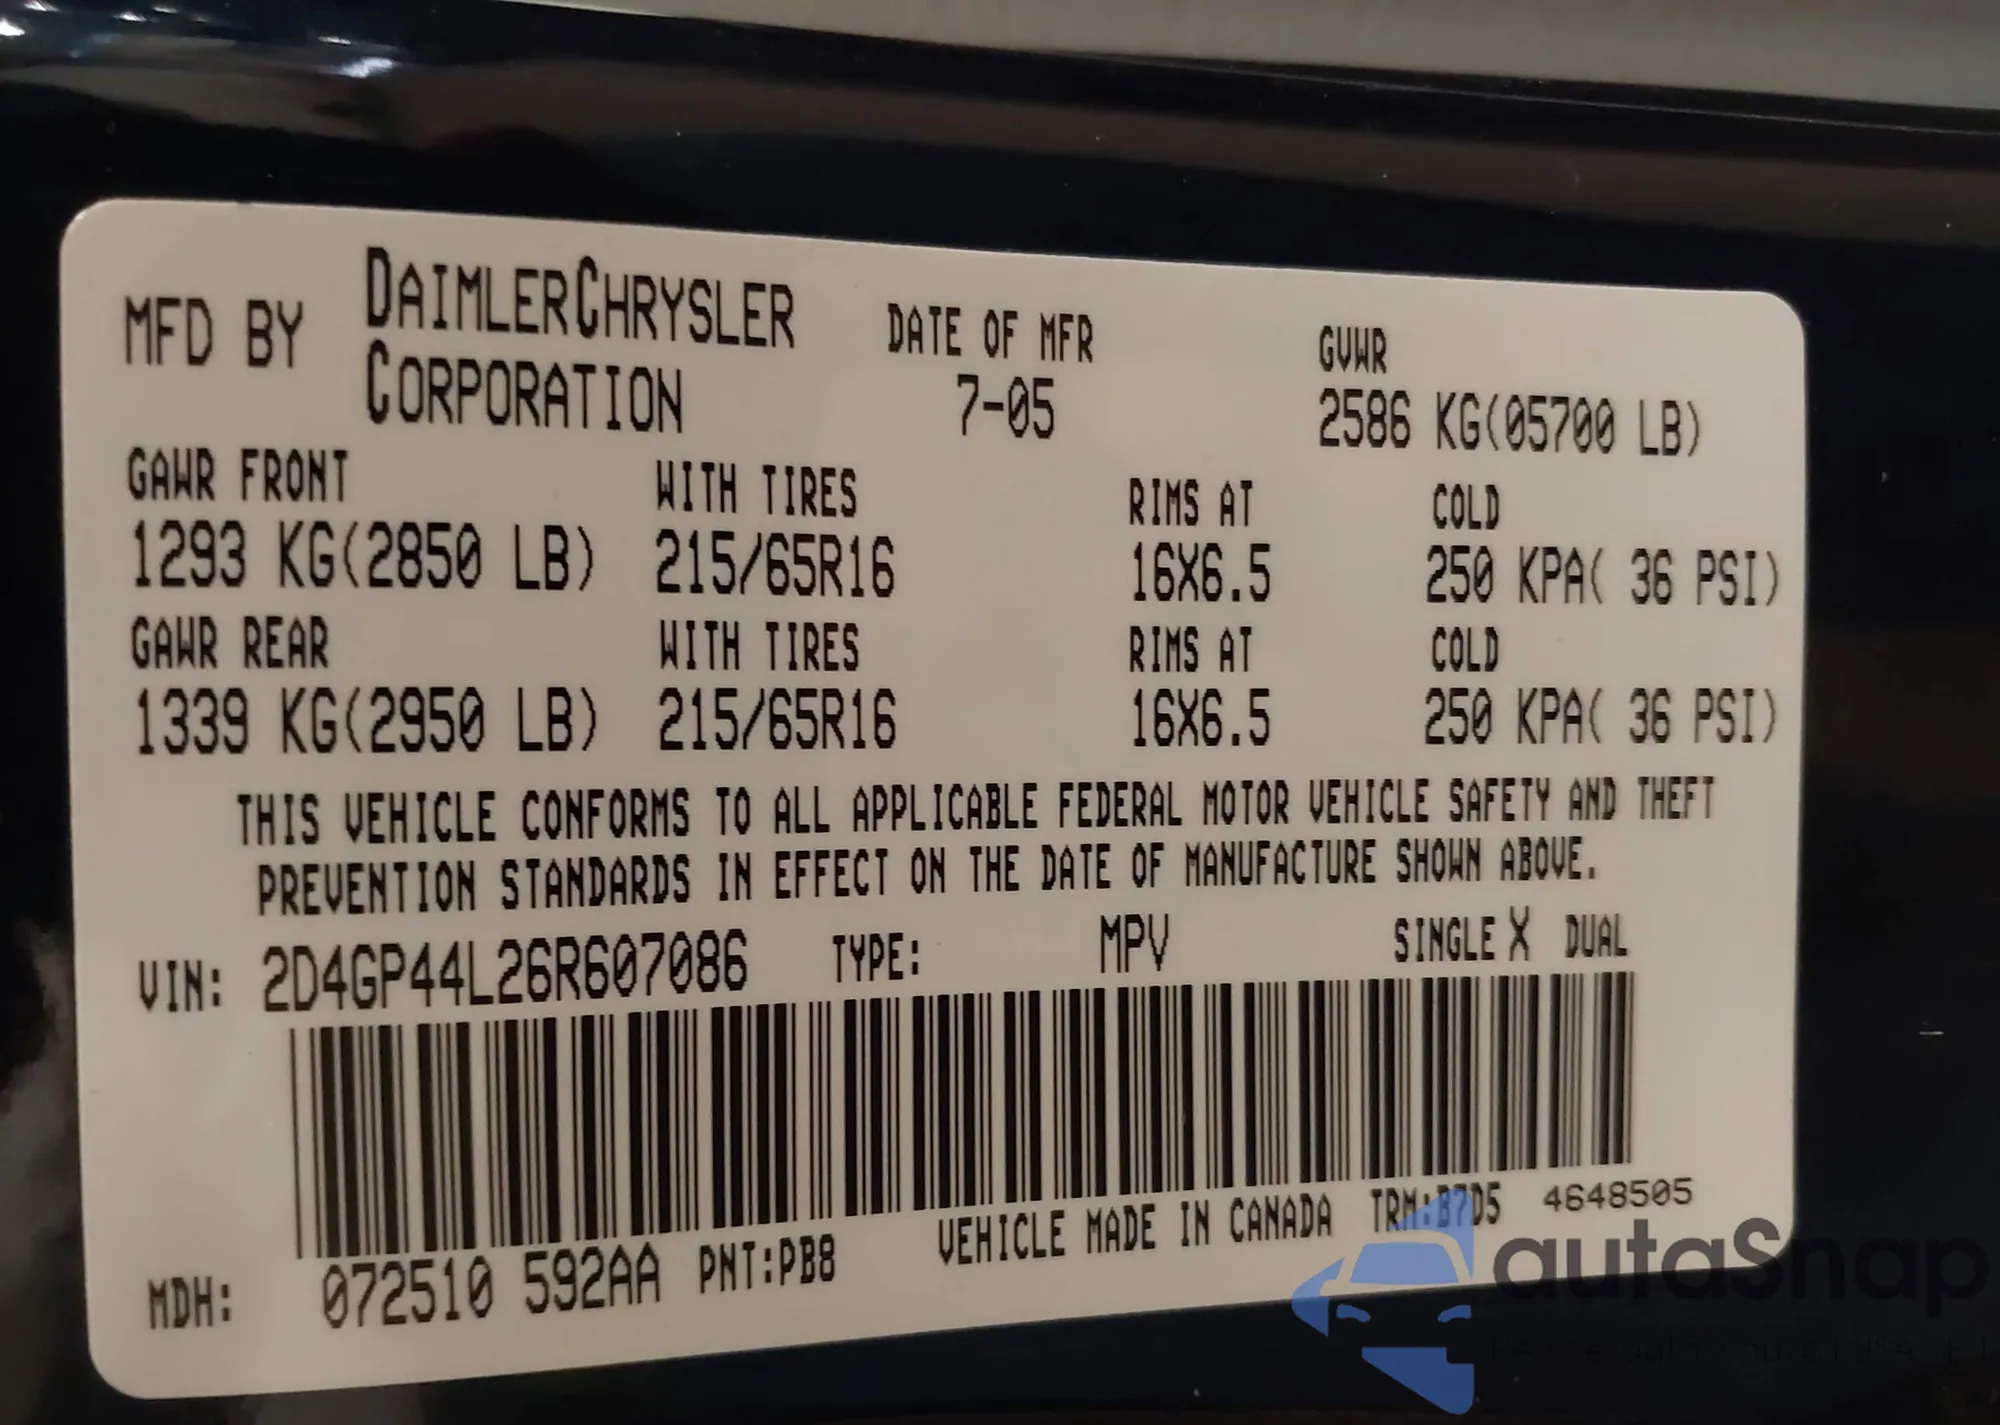 MFD BY DAIMLERCHRYSLER CORPORATION DATE OF MFR 7-05 GVWR 2586 KG(05700 LB)
GAWR FRONT WITH TIRES RIMS AT COLD
1293 KG(2850 LB) 215/65R16 16X6.5 250 KPA( 36 PSI)
GAWR REAR WITH TIRES RIMS AT COLD
1339 KG(2950 LB) 215/65R16 16X6.5 250 KPA( 36 PSI)
THIS VEHICLE CONFORMS TO ALL APPLICABLE FEDERAL MOTOR VEHICLE SAFETY AND THEFT
PREVENTION STANDARDS IN EFFECT ON THE DATE OF MANUFACTURE SHOWN ABOVE.
VIN: 2D4GP44L26R607086 TYPE: MPV SINGLE X DUAL
MDH: 072510 592AA PNT:PB8 VEHICLE MADE IN CANADA TRM:B7D5 4648505
autaSnap